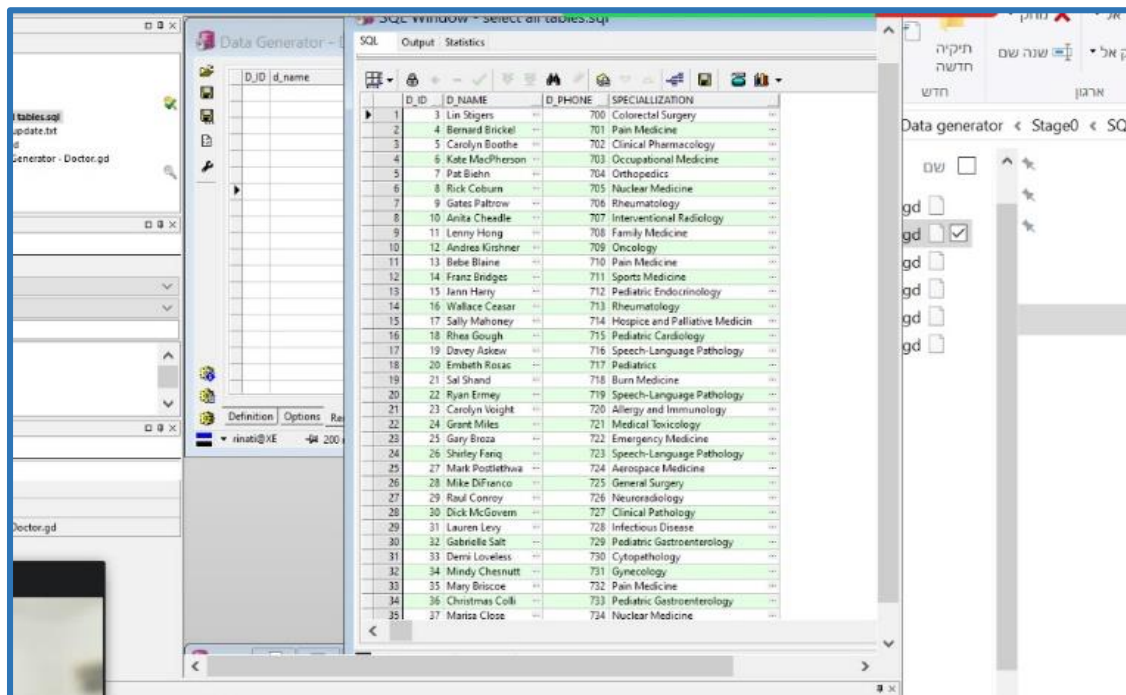 tables.sql
update.txt
d
Generator - Doctor.gd
Doctor.gd
Data Generator -
D_ID d_name
Definition Options Res
rinati@XE 200
SQL Window - select all tables.sql
SQL Output Statistics
D_ID D_NAME D_PHONE SPECIALLIZATION
1 3 Lin Stigers 700 Colorectal Surgery
2 4 Bernard Brickel 701 Pain Medicine
3 5 Carolyn Boothe 702 Clinical Pharmacology
4 6 Kate MacPherson 703 Occupational Medicine
5 7 Pat Biehn 704 Orthopedics
6 8 Rick Coburn 705 Nuclear Medicine
7 9 Gates Paltrow 706 Rheumatology
8 10 Anita Cheadle 707 Interventional Radiology
9 11 Lenny Hong 708 Family Medicine
10 12 Andrea Kirshner 709 Oncology
11 13 Bebe Blaine 710 Pain Medicine
12 14 Franz Bridges 711 Sports Medicine
13 15 Jann Harry 712 Pediatric Endocrinology
14 16 Wallace Ceasar 713 Rheumatology
15 17 Sally Mahoney 714 Hospice and Palliative Medicin
16 18 Rhea Gough 715 Pediatric Cardiology
17 19 Davey Askew 716 Speech-Language Pathology
18 20 Embeth Rosas 717 Pediatrics
19 21 Sal Shand 718 Burn Medicine
20 22 Ryan Ermey 719 Speech-Language Pathology
21 23 Carolyn Voight 720 Allergy and Immunology
22 24 Grant Miles 721 Medical Toxicology
23 25 Gary Broza 722 Emergency Medicine
24 26 Shirley Fariq 723 Speech-Language Pathology
25 27 Mark Postlethwa 724 Aerospace Medicine
26 28 Mike DiFranco 725 General Surgery
27 29 Raul Conroy 726 Neuroradiology
28 30 Dick McGovern 727 Clinical Pathology
29 31 Lauren Levy 728 Infectious Disease
30 32 Gabrielle Salt 729 Pediatric Gastroenterology
31 33 Demi Loveless 730 Cytopathology
32 34 Mindy Chesnutt 731 Gynecology
33 35 Mary Briscoe 732 Pain Medicine
34 36 Christmas Colli 733 Pediatric Gastroenterology
35 37 Marisa Close 734 Nuclear Medicine
אל מחק
ק אל שנה שם תיקיה
חדשה
ארגון חדש
Data generator « Stage0 « SQ
שם
gd
gd
gd
gd
gd
gd